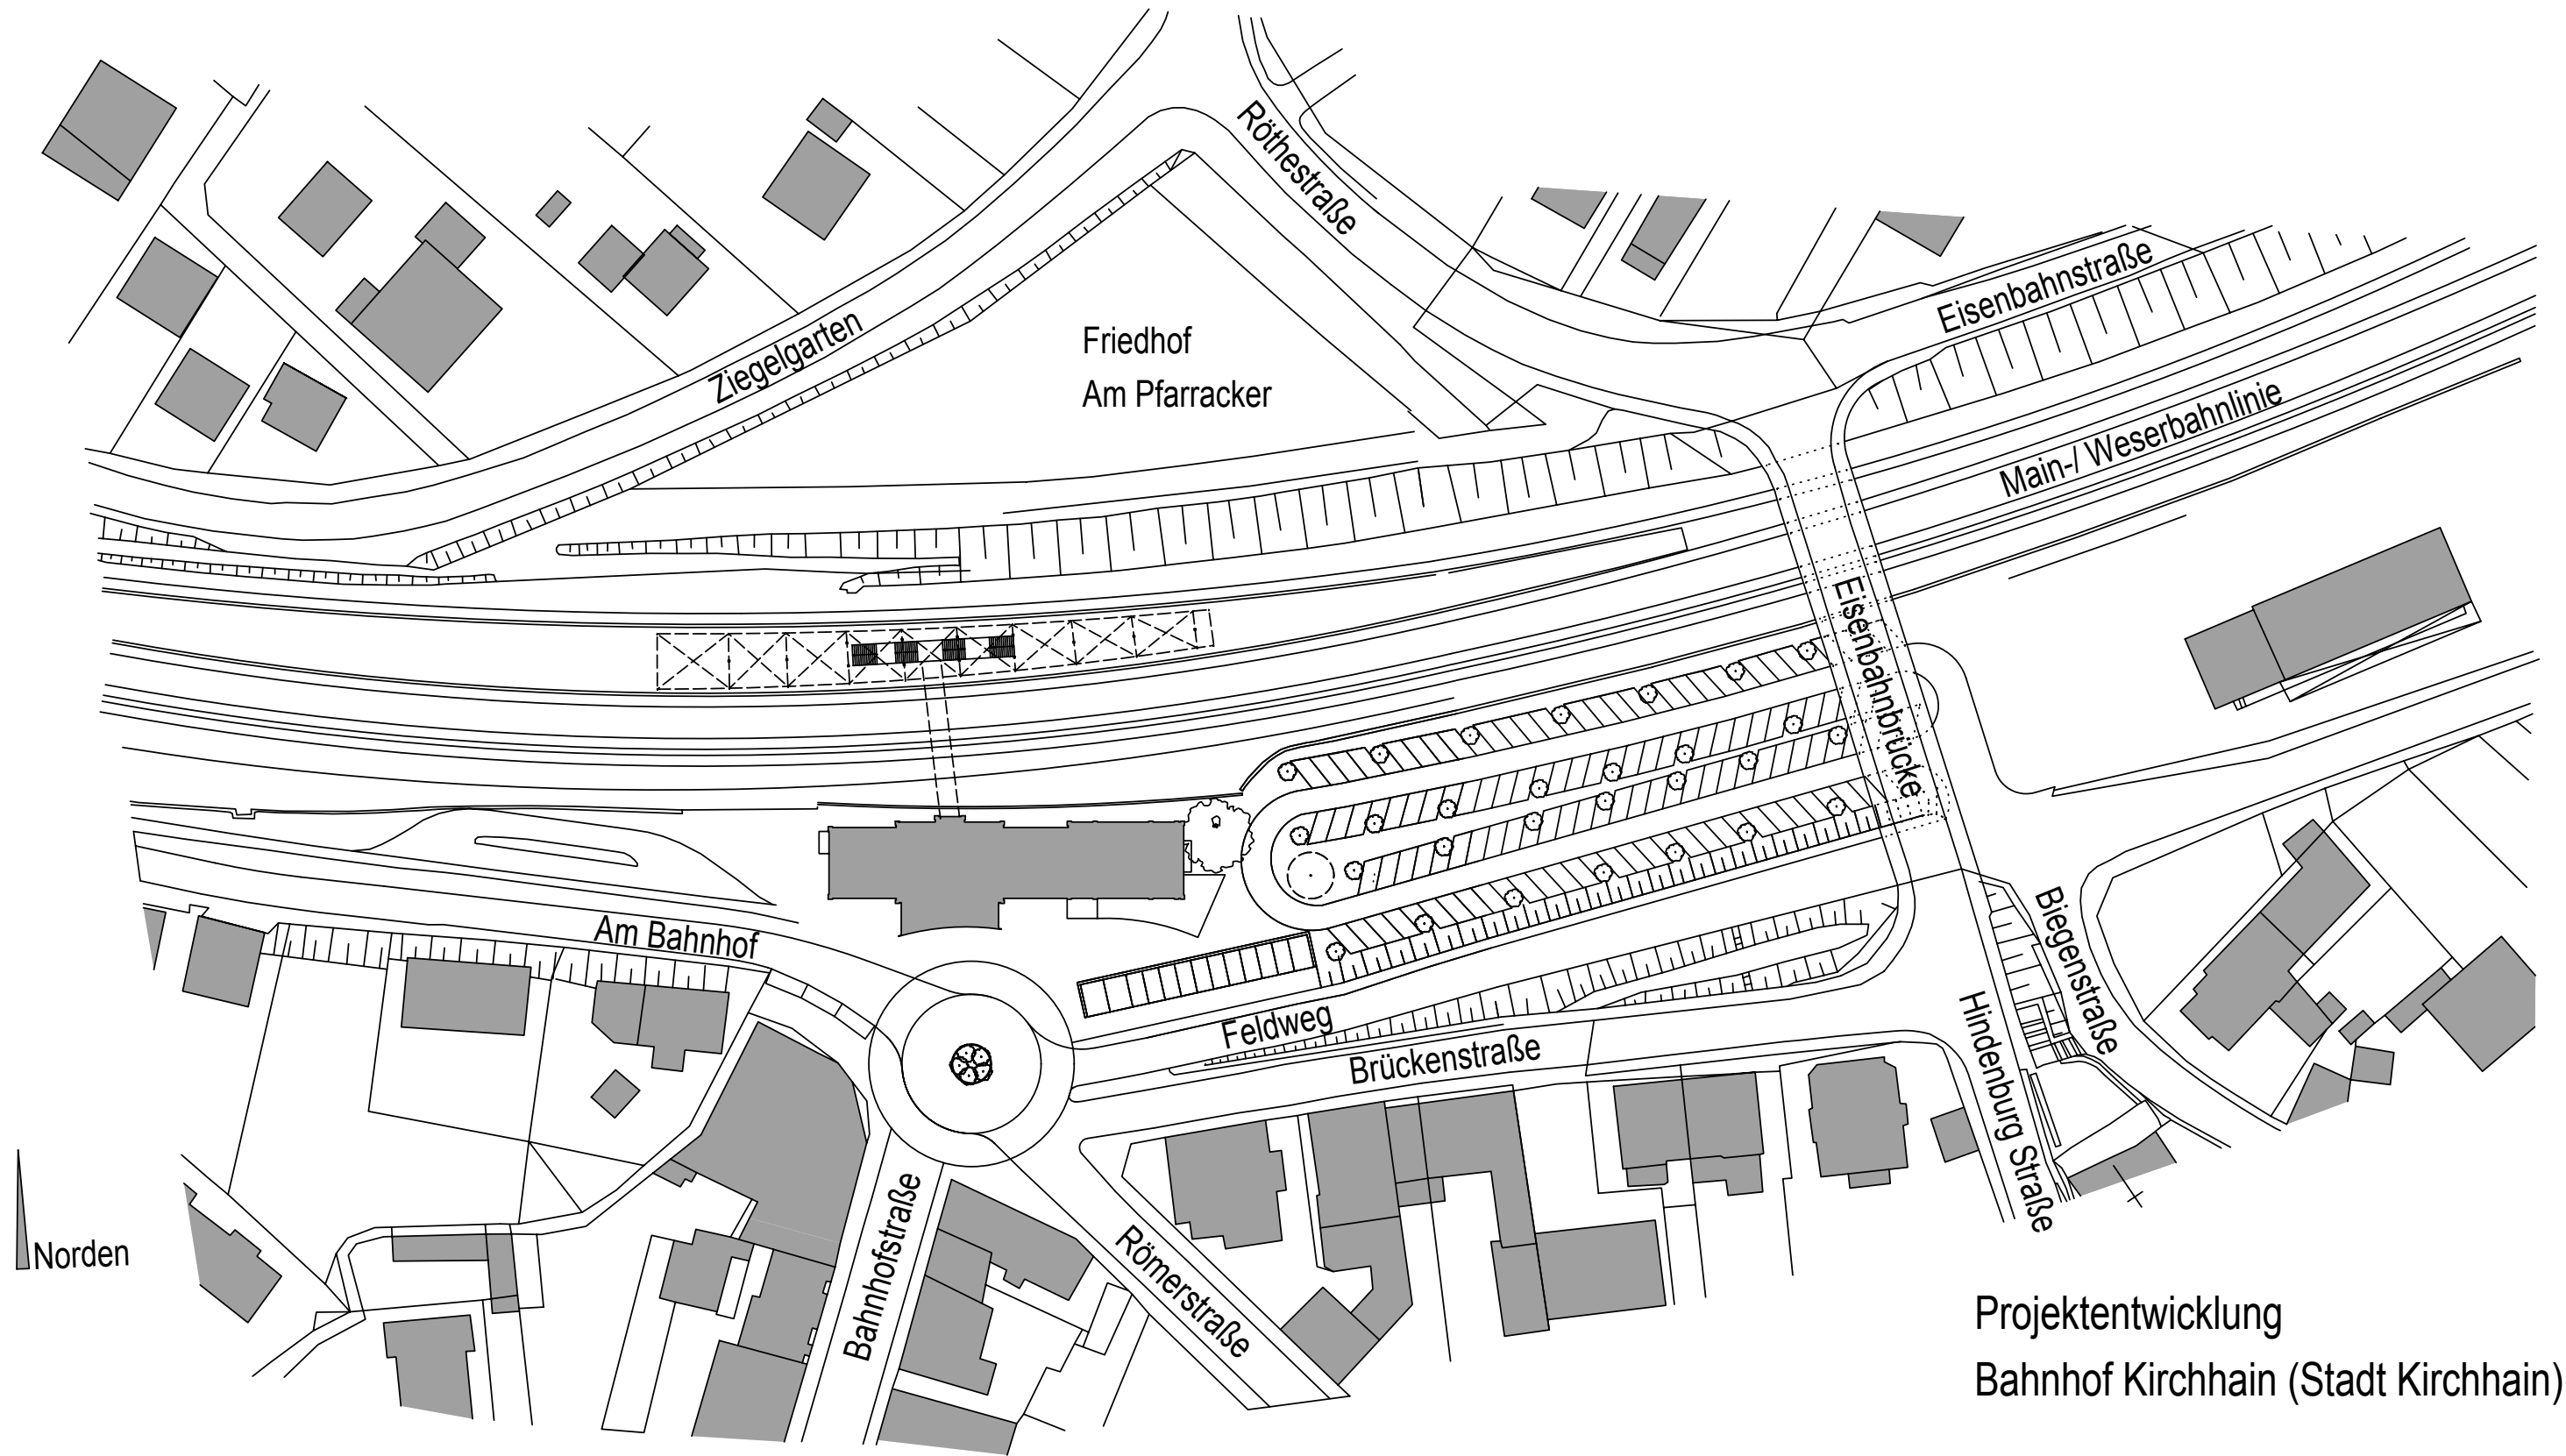 Röthestraße
Eisenbahnstraße
Ziegelgarten
Friedhof
Am Pfarracker
Main-/ Weserbahnlinie
Eisenbahnbrücke
Am Bahnhof
Biegenstraße
Feldweg
Brückenstraße
Hindenburg Straße
Bahnhofstraße
Römerstraße
Norden
Projektentwicklung
Bahnhof Kirchhain (Stadt Kirchhain)